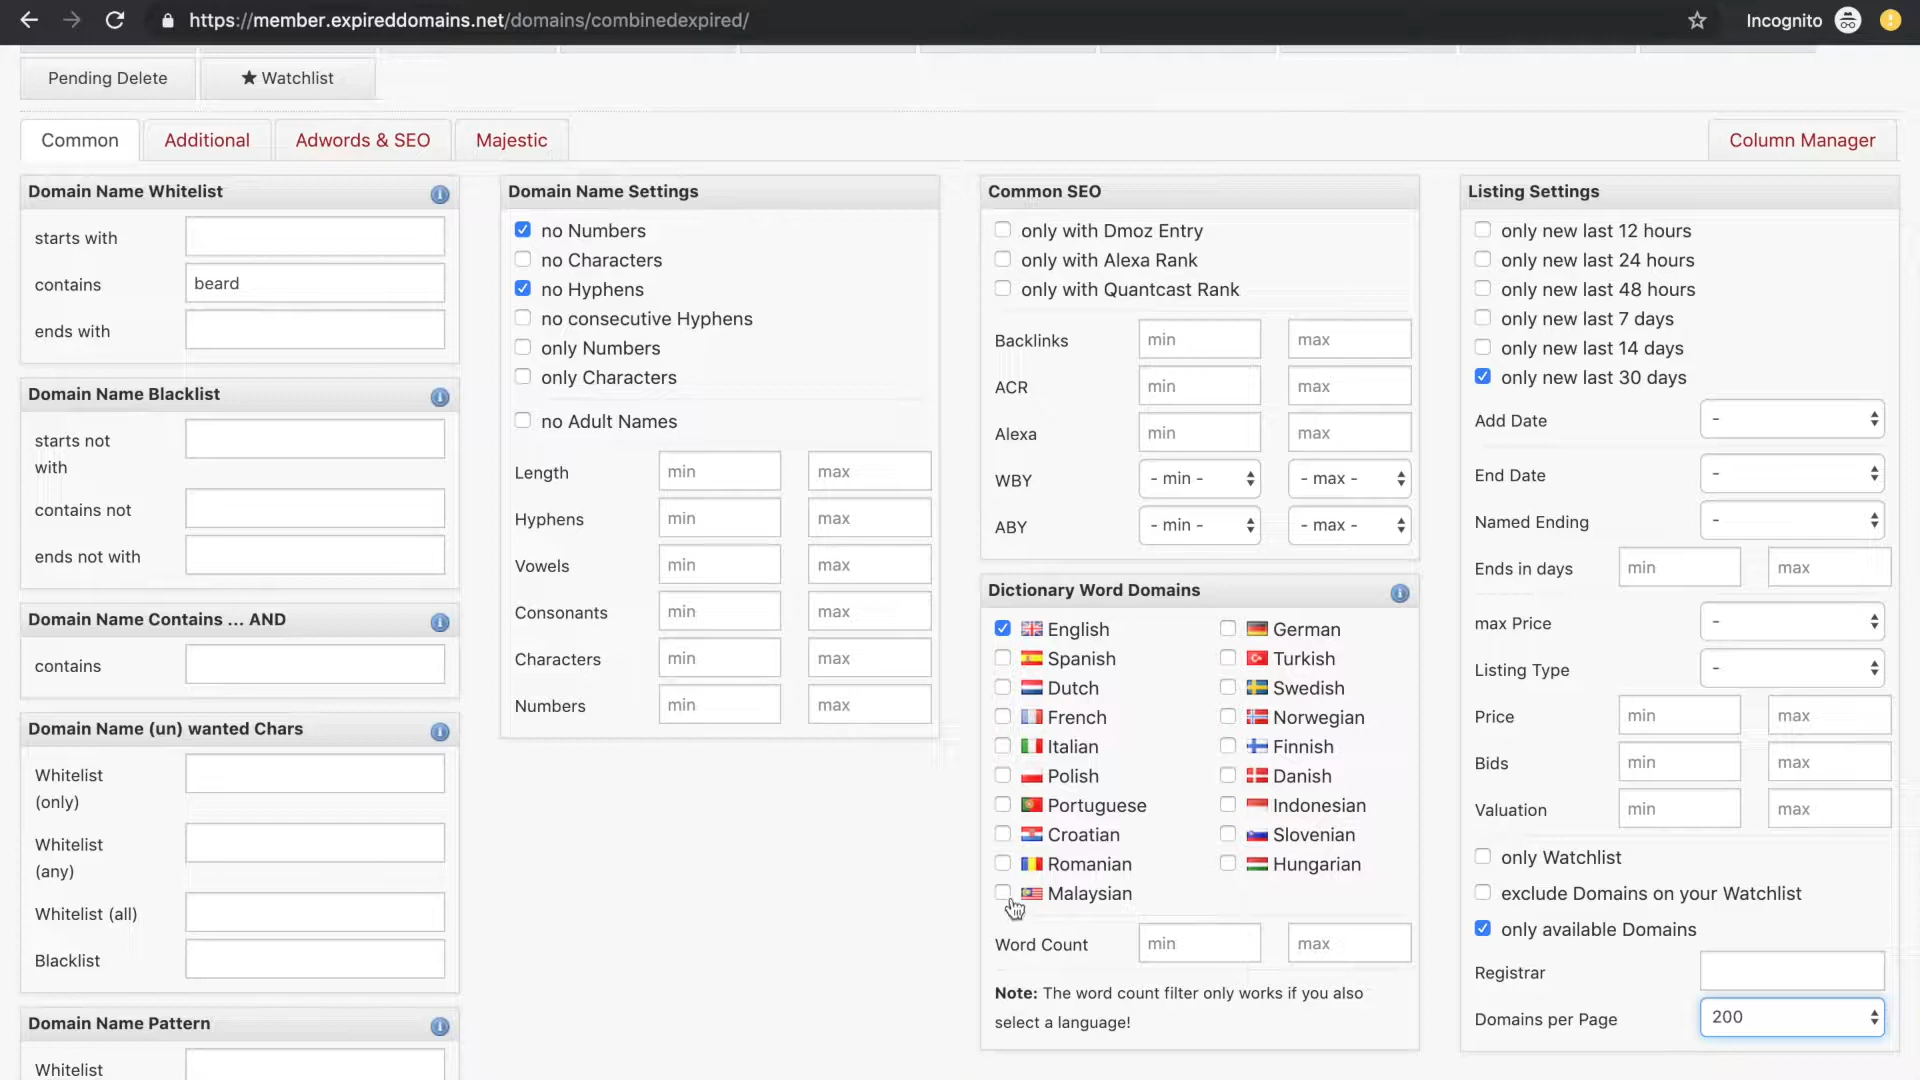 https://member.expireddomains.net/domains/combinedexpired/
Incognito
Pending Delete
★ Watchlist
Common
Additional
Adwords & SEO
Majestic
Column Manager
Domain Name Whitelist
starts with
contains
beard
ends with
Domain Name Blacklist
starts not
with
contains not
ends not with
Domain Name Contains ... AND
contains
Domain Name (un) wanted Chars
Whitelist
(only)
Whitelist
(any)
Whitelist (all)
Blacklist
Domain Name Pattern
Whitelist
Domain Name Settings
no Numbers
no Characters
no Hyphens
no consecutive Hyphens
only Numbers
only Characters
no Adult Names
Length min max
Hyphens min max
Vowels min max
Consonants min max
Characters min max
Numbers min max
Common SEO
only with Dmoz Entry
only with Alexa Rank
only with Quantcast Rank
Backlinks min max
ACR min max
Alexa min max
WBY - min - - max -
ABY - min - - max -
Dictionary Word Domains
English German
Spanish Turkish
Dutch Swedish
French Norwegian
Italian Finnish
Polish Danish
Portuguese Indonesian
Croatian Slovenian
Romanian Hungarian
Malaysian
Word Count min max
Note: The word count filter only works if you also
select a language!
Listing Settings
only new last 12 hours
only new last 24 hours
only new last 48 hours
only new last 7 days
only new last 14 days
only new last 30 days
Add Date -
End Date -
Named Ending -
Ends in days min max
max Price -
Listing Type -
Price min max
Bids min max
Valuation min max
only Watchlist
exclude Domains on your Watchlist
only available Domains
Registrar
Domains per Page 200